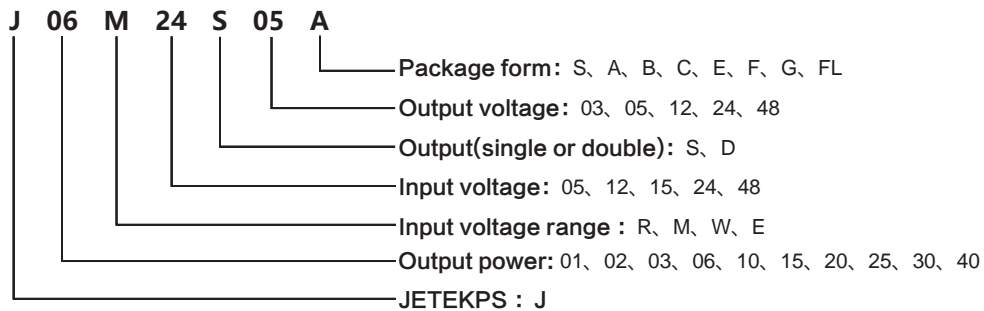 J 06 M 24 S 05 A
Package form: S、A、B、C、E、F、G、FL
Output voltage: 03、05、12、24、48
Output(single or double): S、D
Input voltage: 05、12、15、24、48
Input voltage range : R、M、W、E
Output power: 01、02、03、06、10、15、20、25、30、40
JETEKPS : J